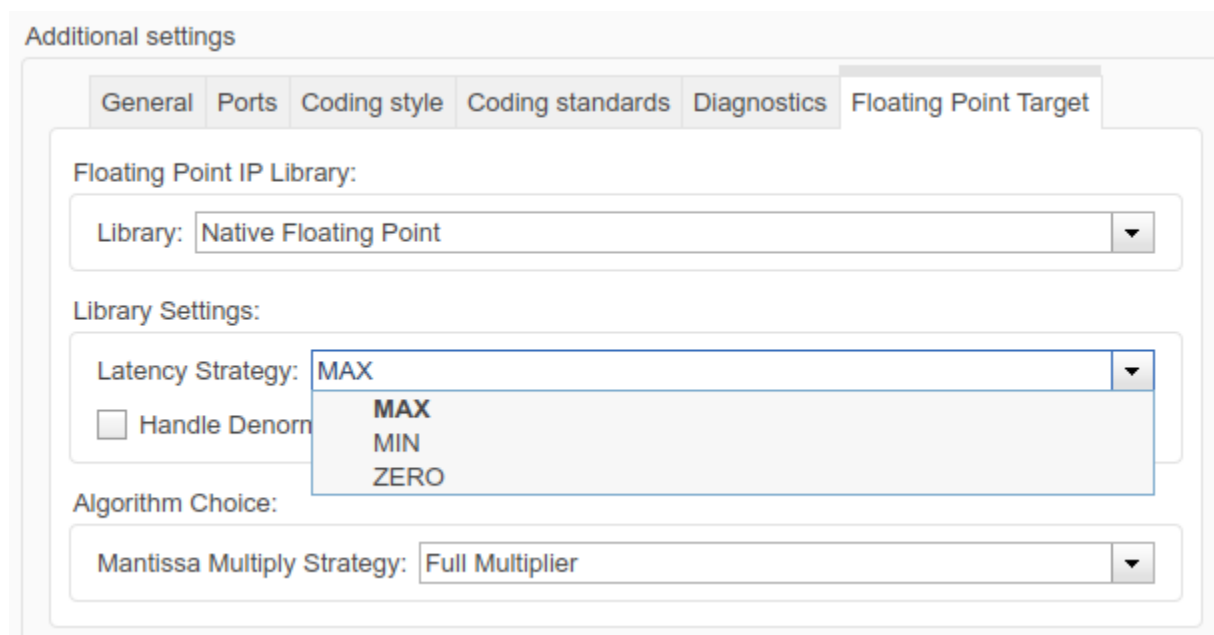 Additional settings
General Ports Coding style Coding standards Diagnostics Floating Point Target
Floating Point IP Library:
Library: Native Floating Point
Library Settings:
Latency Strategy: MAX
MAX
Handle
MIN
ZERO
Algorithm Choice:
Mantissa Multiply Strategy: Full Multiplier